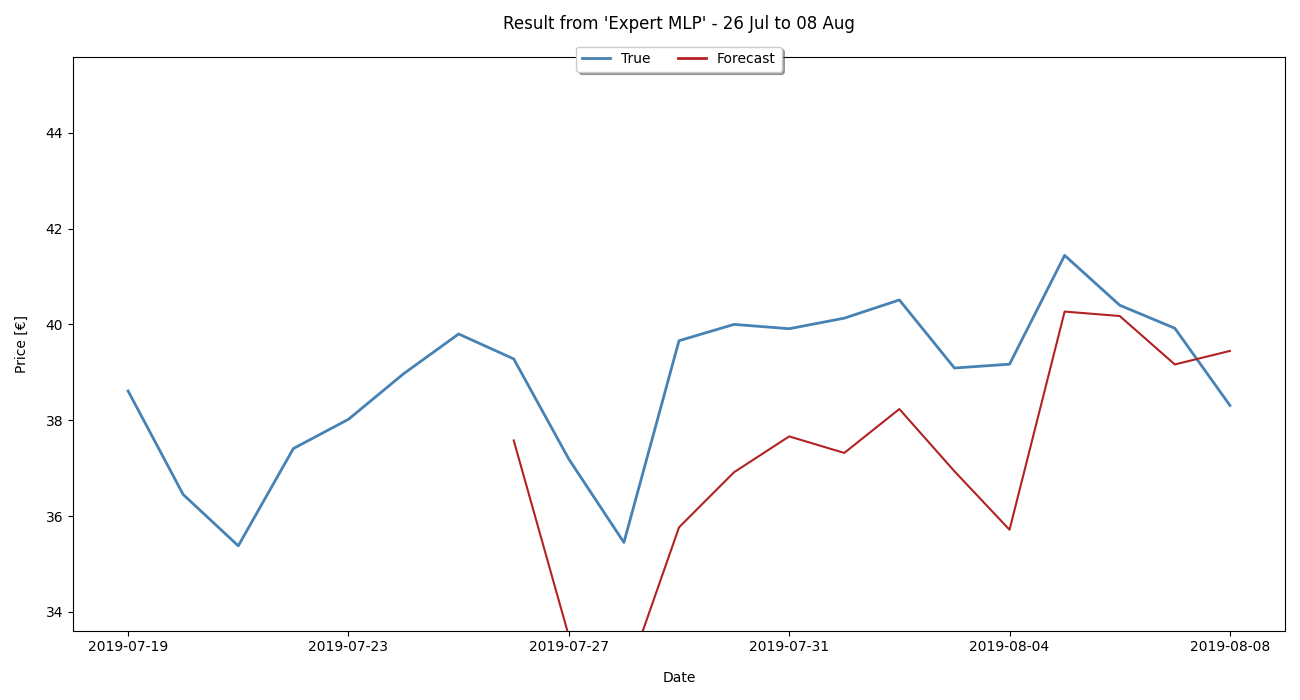 Result from 'Expert MLP' - 26 Jul to 08 Aug
True Forecast
Price [€]
44
42
40
38
36
34
2019-07-19 2019-07-23 2019-07-27 2019-07-31 2019-08-04 2019-08-08
Date